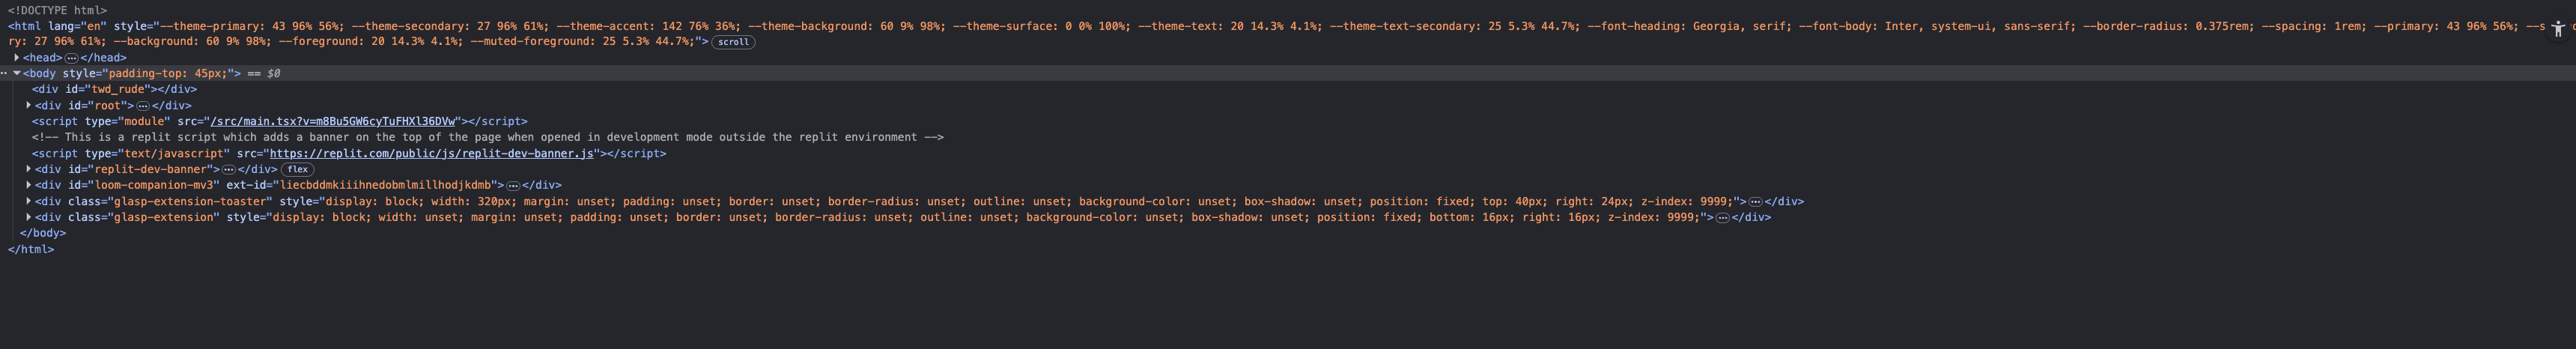 <!DOCTYPE html>
<html lang="en" style="--theme-primary: 43 96% 56%; --theme-secondary: 27 96% 61%; --theme-accent: 142 76% 36%; --theme-background: 60 9% 98%; --theme-surface: 0 0% 100%; --theme-text: 20 14.3% 4.1%; --theme-text-secondary: 25 5.3% 44.7%; --font-heading: Georgia, serif; --font-body: Inter, system-ui, sans-serif; --border-radius: 0.375rem; --spacing: 1rem; --primary: 43 96% 56%; --s
ry: 27 96% 61%; --background: 60 9% 98%; --foreground: 20 14.3% 4.1%; --muted-foreground: 25 5.3% 44.7%;"> scroll
<head>…</head>
<body style="padding-top: 45px;"> == $0
<div id="twd_rude"></div>
<div id="root">…</div>
<script type="module" src="/src/main.tsx?v=m8Bu5GW6cyTuFHXl36DVw"></script>
<!-- This is a replit script which adds a banner on the top of the page when opened in development mode outside the replit environment -->
<script type="text/javascript" src="https://replit.com/public/js/replit-dev-banner.js"></script>
<div id="replit-dev-banner">…</div> flex
<div id="loom-companion-mv3" ext-id="liecbddmkiiihnedobmlmillhodjkdmb">…</div>
<div class="glasp-extension-toaster" style="display: block; width: 320px; margin: unset; padding: unset; border: unset; border-radius: unset; outline: unset; background-color: unset; box-shadow: unset; position: fixed; top: 40px; right: 24px; z-index: 9999;">…</div>
<div class="glasp-extension" style="display: block; width: unset; margin: unset; padding: unset; border: unset; border-radius: unset; outline: unset; background-color: unset; box-shadow: unset; position: fixed; bottom: 16px; right: 16px; z-index: 9999;">…</div>
</body>
</html>